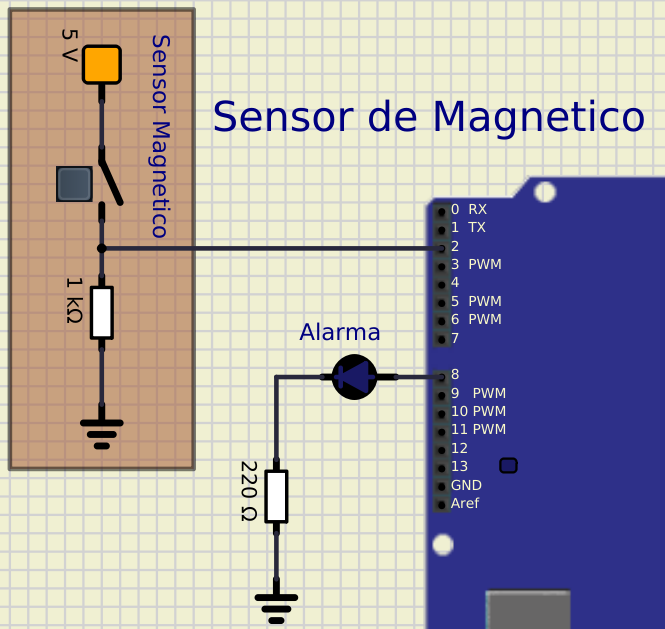 Sensor de Magnetico
5 V
Sensor Magnetico
1 kΩ
Alarma
220 Ω
0 RX
1 TX
2
3 PWM
4
5 PWM
6 PWM
7
8
9 PWM
10 PWM
11 PWM
12
13
GND
Aref